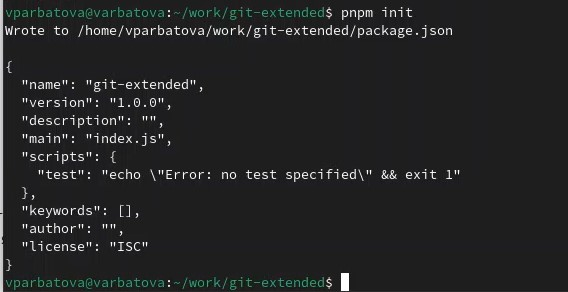 vparbatova@varbatova:~/work/git-extended$ pnpm init
Wrote to /home/vparbatova/work/git-extended/package.json
{
"name": "git-extended",
"version": "1.0.0",
"description": "",
"main": "index.js",
"scripts": {
"test": "echo \"Error: no test specified\" && exit 1"
},
"keywords": [],
"author": "",
"license": "ISC"
}
vparbatova@varbatova:~/work/git-extended$